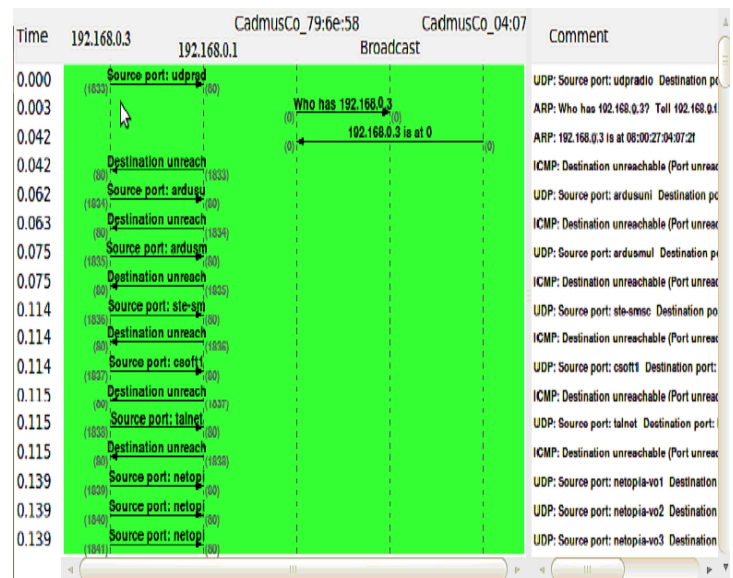 Time 192.168.0.3 192.168.0.1 CadmusCo_79:6e:58 Broadcast CadmusCo_04:07 Comment
0.000 Source port: udprad (1833) (80) UDP: Source port: udpradio Destination po
0.003 Who has 192.168.0.3 (0) (0) ARP: Who has 192.168.0.3? Tell 192.168.0.1
0.042 192.168.0.3 is at 0 (0) (0) ARP: 192.168.0.3 is at 08:00:27:04:07:2f
0.042 Destination unreach (80) (1833) ICMP: Destination unreachable (Port unreac
0.062 Source port: ardusu (1834) (80) UDP: Source port: ardusuni Destination po
0.063 Destination unreach (80) (1834) ICMP: Destination unreachable (Port unreac
0.075 Source port: ardusm (1835) (80) UDP: Source port: ardusmul Destination p
0.075 Destination unreach (80) (1835) ICMP: Destination unreachable (Port unreac
0.114 Source port: ste-sm (1836) (80) UDP: Source port: ste-smsc Destination po
0.114 Destination unreach (80) (1836) ICMP: Destination unreachable (Port unreac
0.114 Source port: csoft1 (1837) (80) UDP: Source port: csoft1 Destination port:
0.115 Destination unreach (80) (1837) ICMP: Destination unreachable (Port unreac
0.115 Source port: talnet (1838) (80) UDP: Source port: talnet Destination port:
0.115 Destination unreach (80) (1838) ICMP: Destination unreachable (Port unreac
0.139 Source port: netopi (1839) (80) UDP: Source port: netopia-vo1 Destination
0.139 Source port: netopi (1840) (80) UDP: Source port: netopia-vo2 Destination
0.139 Source port: netopi (1841) (80) UDP: Source port: netopia-vo3 Destination